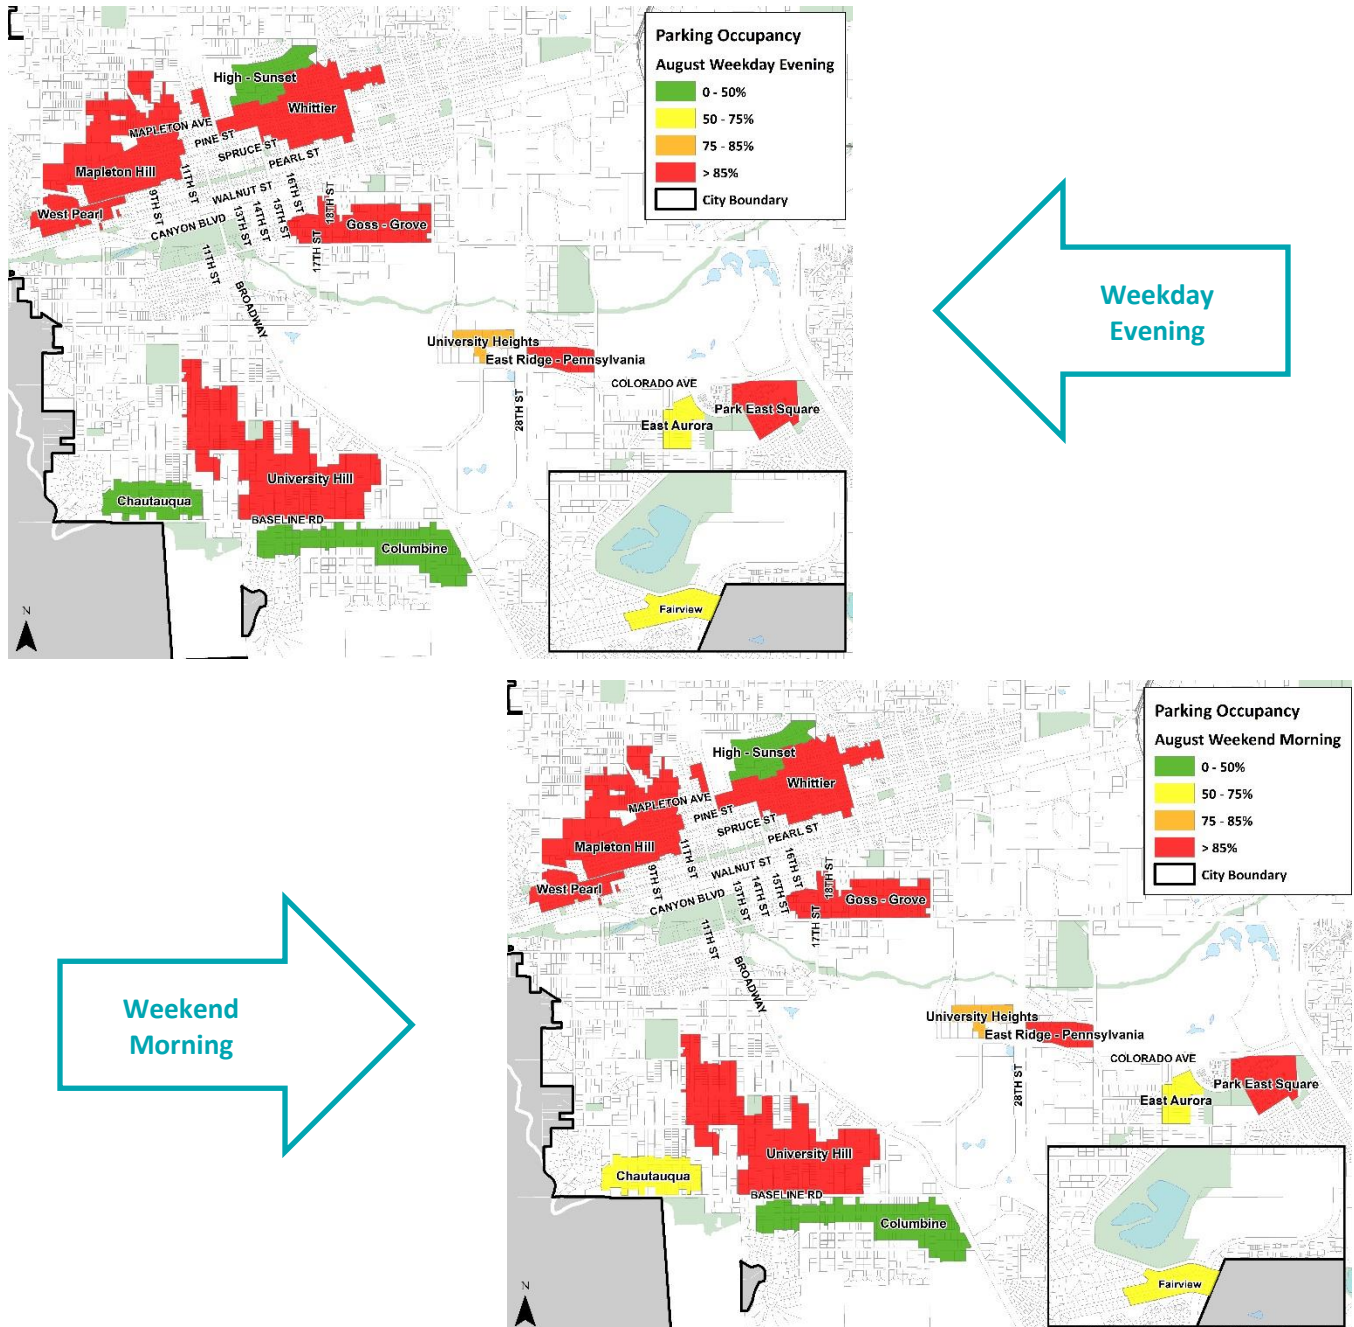 Parking Occupancy
August Weekday Evening
0 - 50%
50 - 75%
75 - 85%
> 85%
City Boundary
High - Sunset
Whittier
MAPLETON AVE
PINE ST
SPRUCE ST
PEARL ST
Mapleton Hill
11TH ST
WALNUT ST
16TH ST
18TH ST
West Pearl
9TH ST
CANYON BLVD
13TH ST
14TH ST
15TH ST
17TH ST
Goss - Grove
11TH ST
BROADWAY
University Heights
East Ridge - Pennsylvania
COLORADO AVE
28TH ST
Park East Square
East Aurora
University Hill
Chautauqua
BASELINE RD
Columbine
Fairview
N
Weekday
Evening
Parking Occupancy
August Weekend Morning
0 - 50%
50 - 75%
75 - 85%
> 85%
City Boundary
High - Sunset
Whittier
MAPLETON AVE
PINE ST
SPRUCE ST
PEARL ST
Mapleton Hill
11TH ST
WALNUT ST
16TH ST
18TH ST
West Pearl
9TH ST
CANYON BLVD
13TH ST
14TH ST
15TH ST
17TH ST
Goss - Grove
11TH ST
BROADWAY
University Heights
East Ridge - Pennsylvania
COLORADO AVE
28TH ST
Park East Square
East Aurora
University Hill
Chautauqua
BASELINE RD
Columbine
Fairview
N
Weekend
Morning